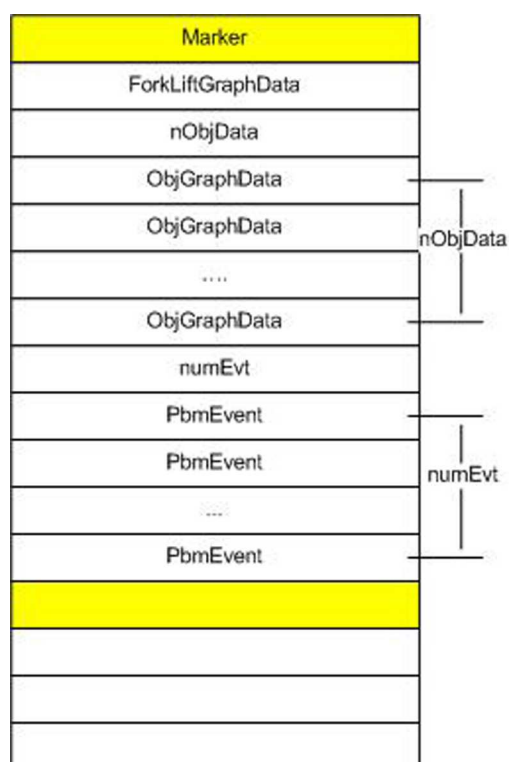 Marker
ForkLiftGraphData
nObjData
ObjGraphData
ObjGraphData
....
ObjGraphData
nObjData
numEvt
PbmEvent
PbmEvent
...
PbmEvent
numEvt